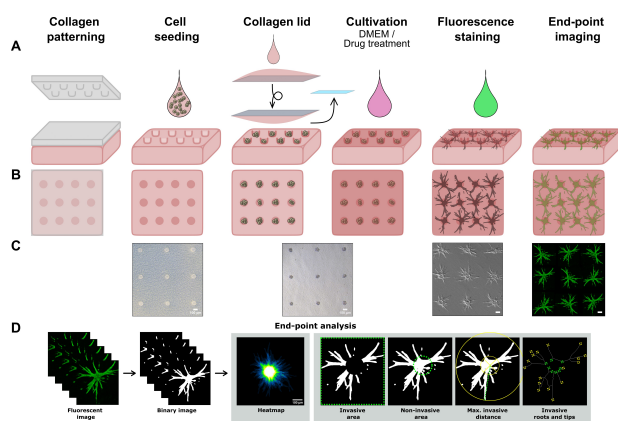 Collagen
patterning
Cell
seeding
Collagen lid
Cultivation
DMEM /
Drug treatment
Fluorescence
staining
End-point
imaging
A
B
C
D
End-point analysis
Fluorescent
image
Binary image
Heatmap
Invasive
area
Non-invasive
area
Max. invasive
distance
Invasive
roots and tips